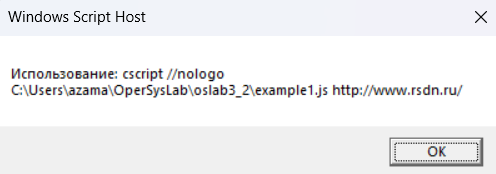 Windows Script Host
Использование: cscript //nologo
C:\Users\azama\OperSysLab\oslab3_2\example1.js http://www.rsdn.ru/
OK